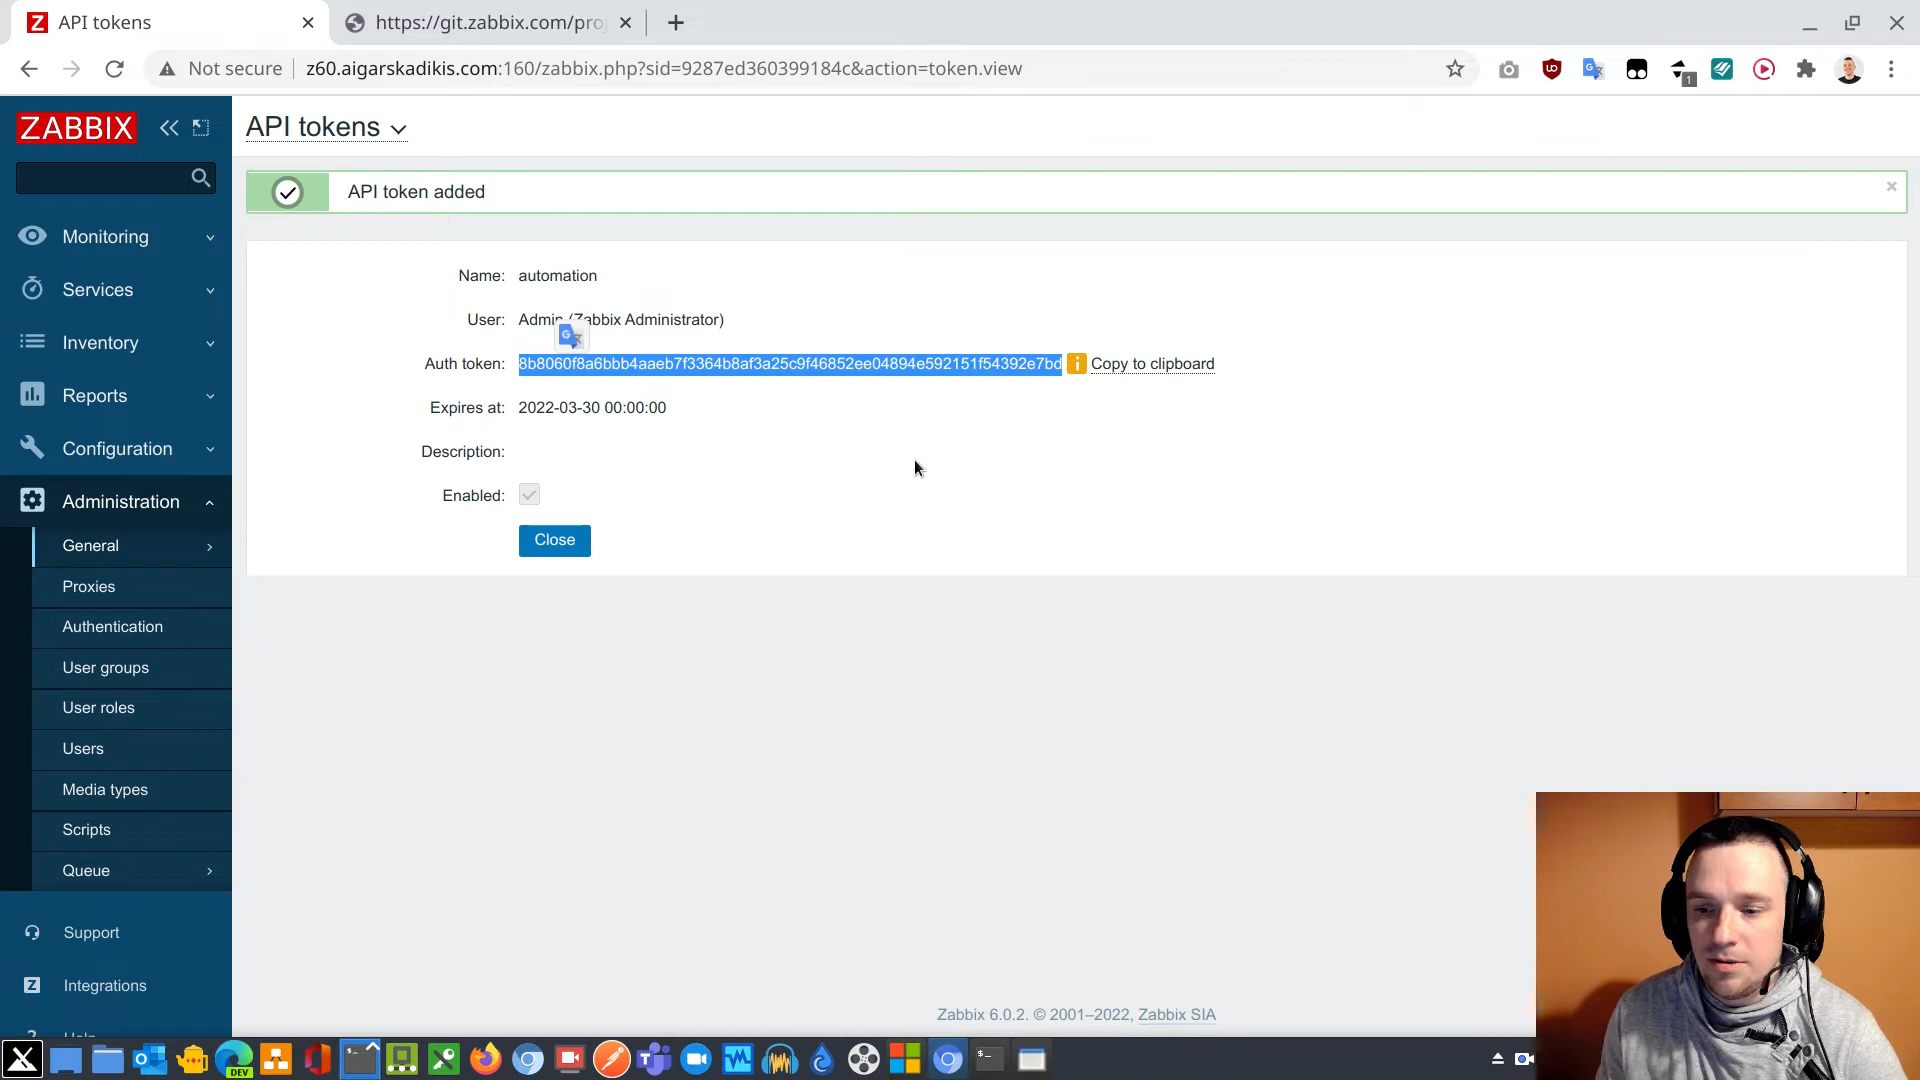 API tokens
https://git.zabbix.com/pro
Not secure
z60.aigarskadikis.com:160/zabbix.php?sid=9287ed360399184c&action=token.view
1
ZABBIX
API tokens
API token added
Monitoring
Services
Inventory
Reports
Configuration
Administration
General
Proxies
Authentication
User groups
User roles
Users
Media types
Scripts
Queue
Support
Integrations
Help
Name: automation
User: Admin (Zabbix Administrator)
Auth token: 8b8060f8a6bbb4aaeb7f3364b8af3a25c9f46852ee04894e592151f54392e7bd Copy to clipboard
Expires at: 2022-03-30 00:00:00
Description:
Enabled:
Close
Zabbix 6.0.2. © 2001–2022, Zabbix SIA
DEV